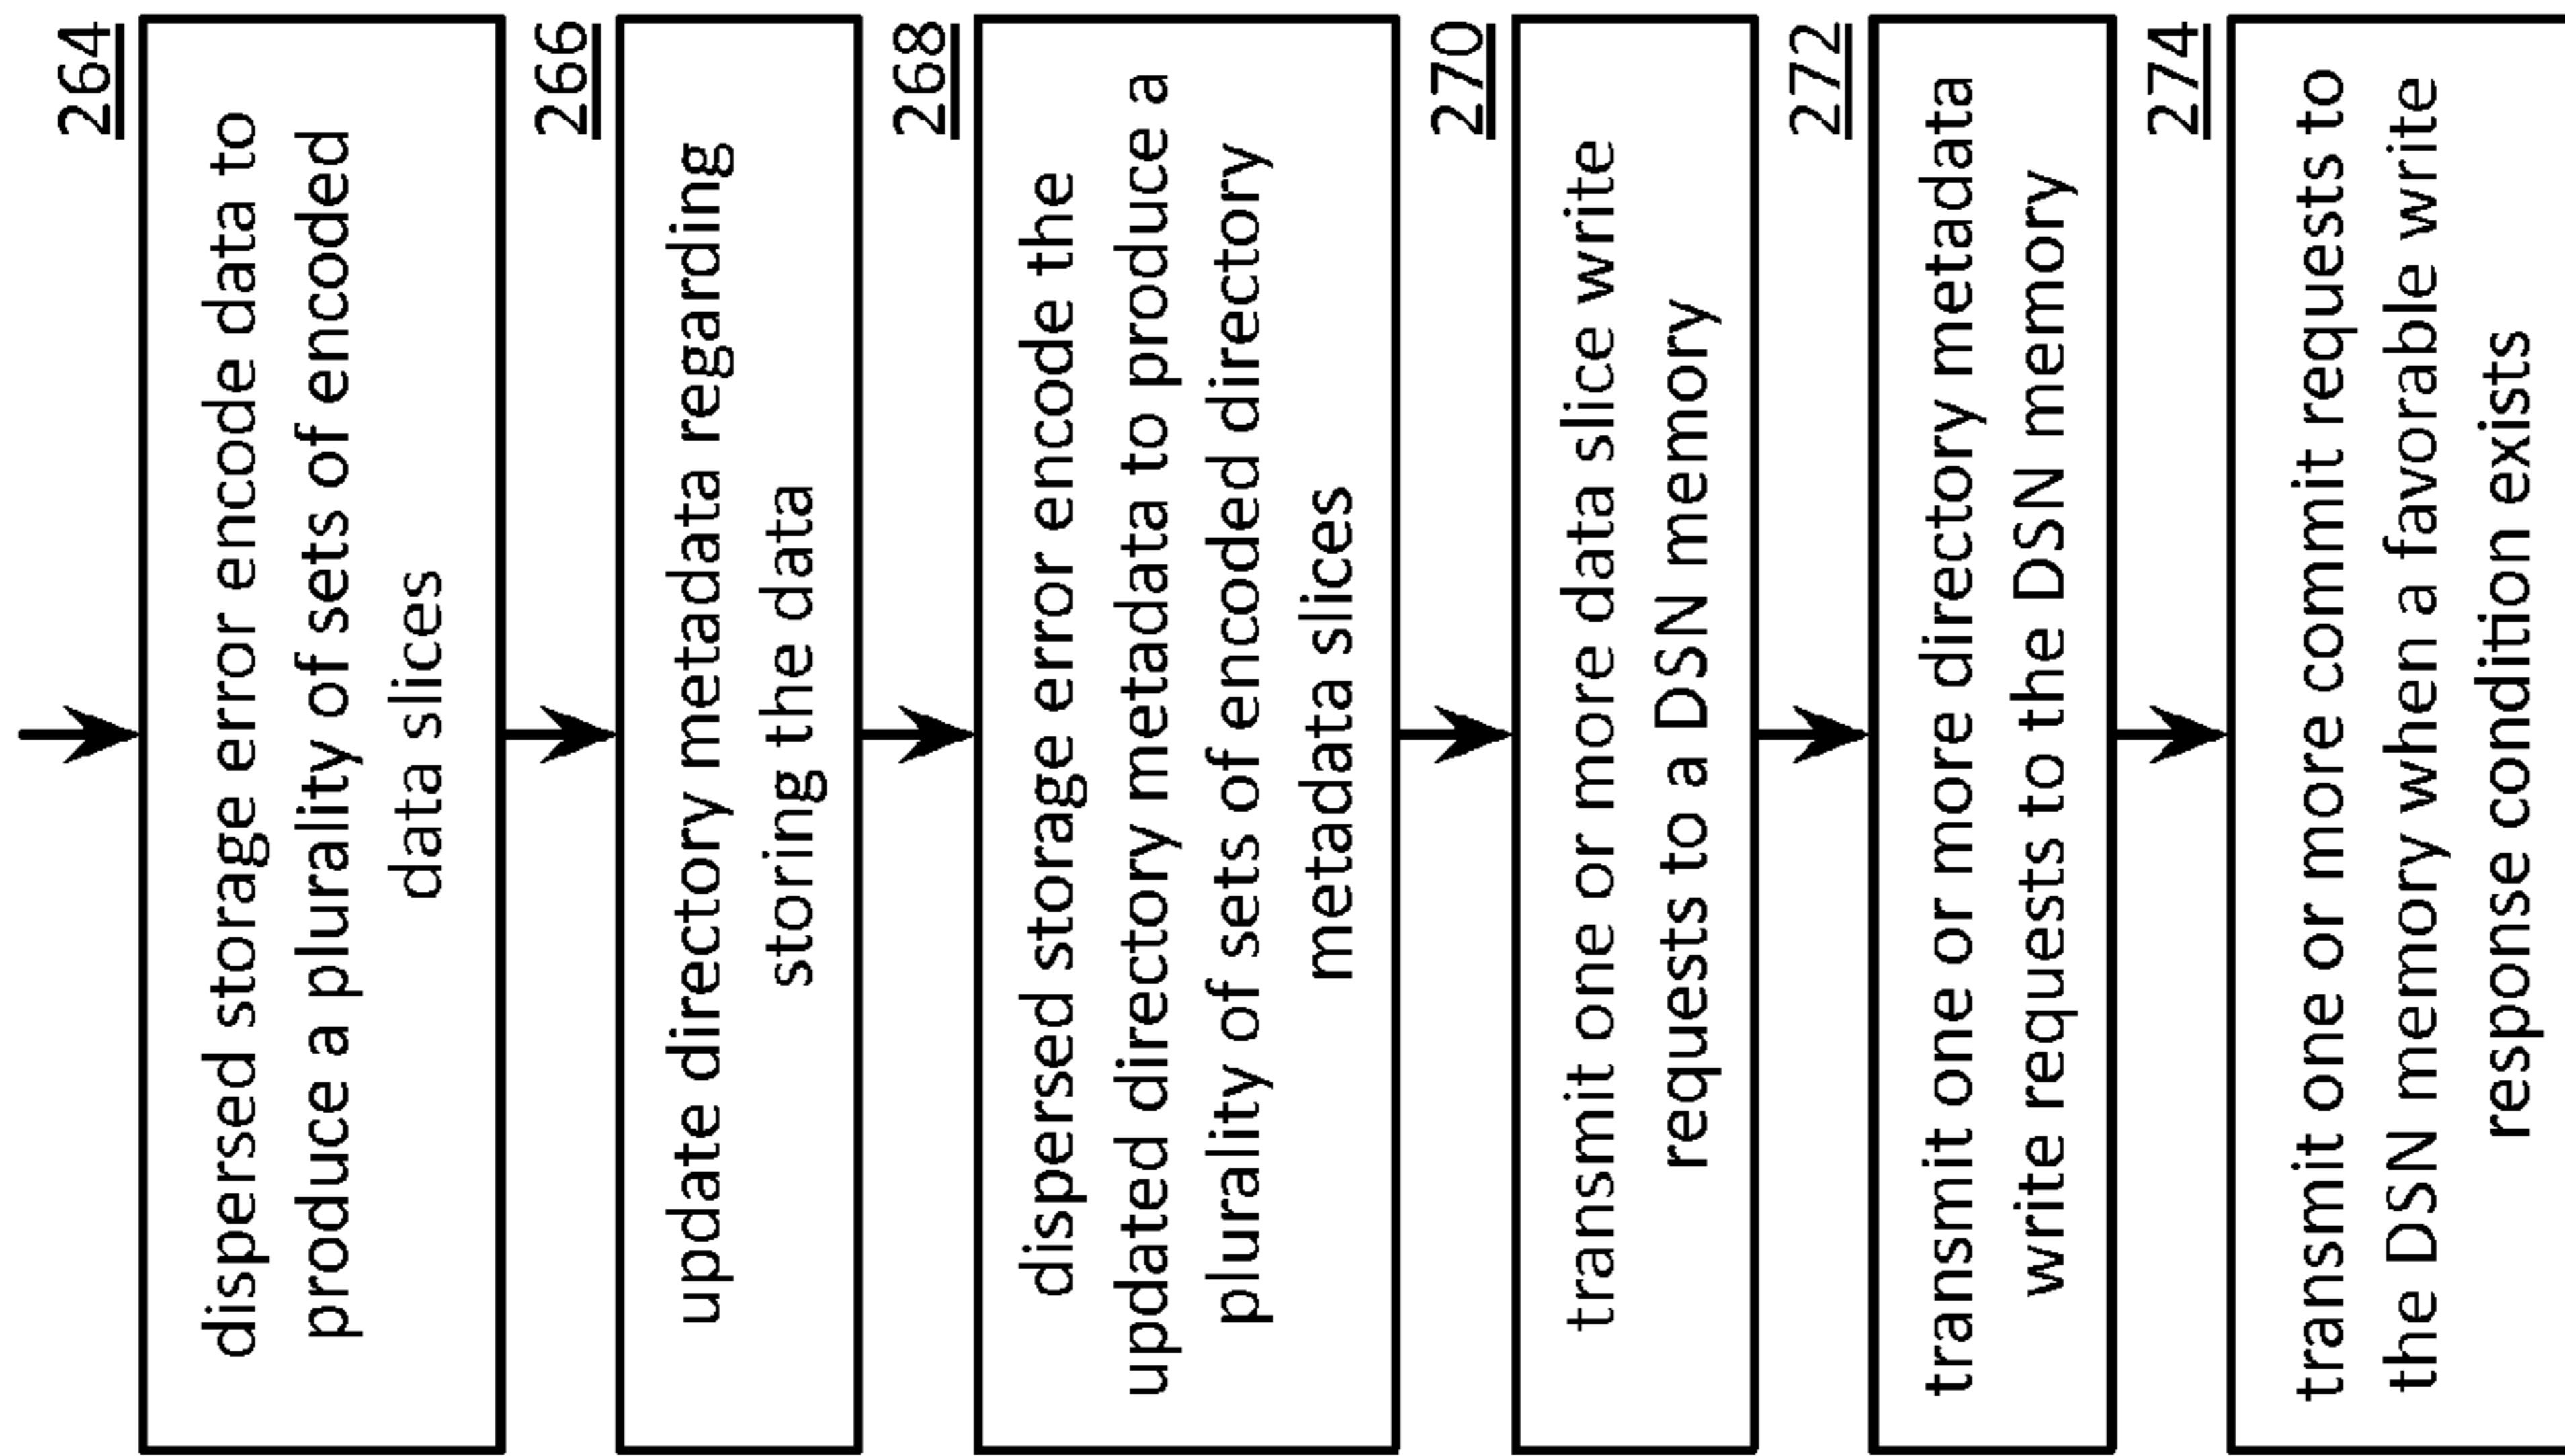 264
dispersed storage error encode data to
produce a plurality of sets of encoded
data slices
266
update directory metadata regarding
storing the data
268
dispersed storage error encode the
updated directory metadata to produce a
plurality of sets of encoded directory
metadata slices
270
transmit one or more data slice write
requests to a DSN memory
272
transmit one or more directory metadata
write requests to the DSN memory
274
transmit one or more commit requests to
the DSN memory when a favorable write
response condition exists